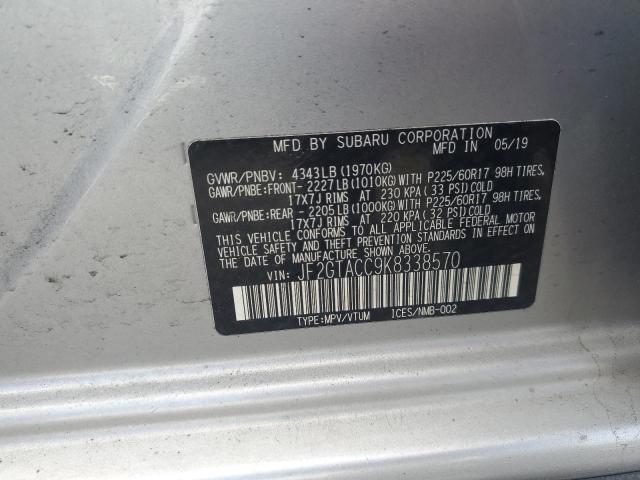 MFD BY SUBARU CORPORATION MFD.IN 05/19
GVWR/PNBV: 4343LB(1970KG)
GAWR/PNBE:FRONT- 2227LB(1010KG)WITH P225/60R17 98H TIRES,
17X7J RIMS AT 230 KPA(33 PSI)COLD
GAWR/PNBE:REAR - 2205LB(1000KG)WITH P225/60R17 98H TIRES,
17X7J RIMS AT 220 KPA(32 PSI)COLD
THIS VEHICLE CONFORMS TO ALL APPLICABLE FEDERAL MOTOR
VEHICLE SAFETY AND THEFT PREVENTION STANDARDS IN EFFECT
ON THE DATE OF MANUFACTURE SHOWN ABOVE.
VIN: JF2GTACC9K8338570
TYPE:MPV/VTUM ICES/NMB-002